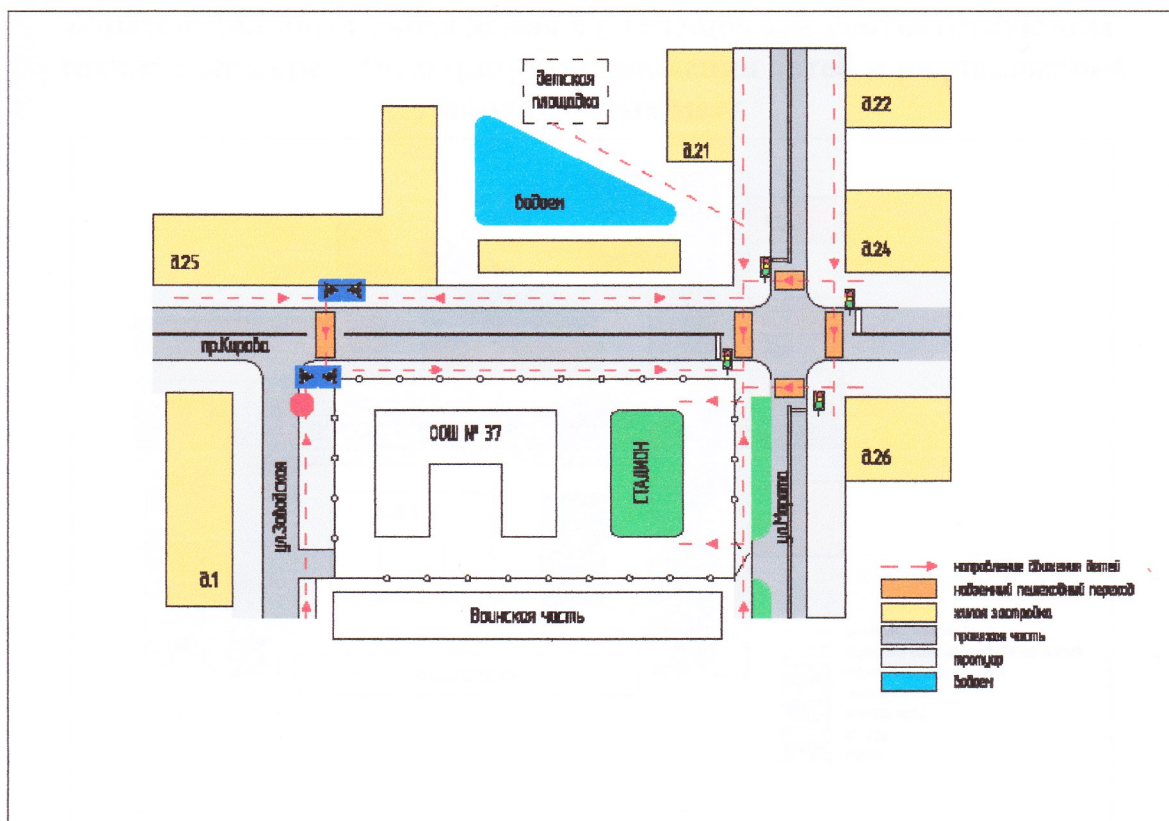 детская
площадка
д.22
д.21
водоем
д.24
д.25
пр.Кирова
ООШ № 37
СТАДИОН
ул.Заводская
ул.Марата
д.26
д.1
Воинская часть
направление движения детей
надземный пешеходный переход
жилая застройка
проезжая часть
тротуар
водоем